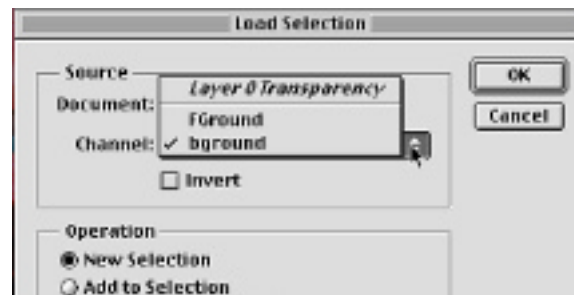 Load Selection
Source
OK
Layer 0 Transparency
Document:
Cancel
FGround
Channel: ✓ bground
Invert
Operation
New Selection
Add to Selection